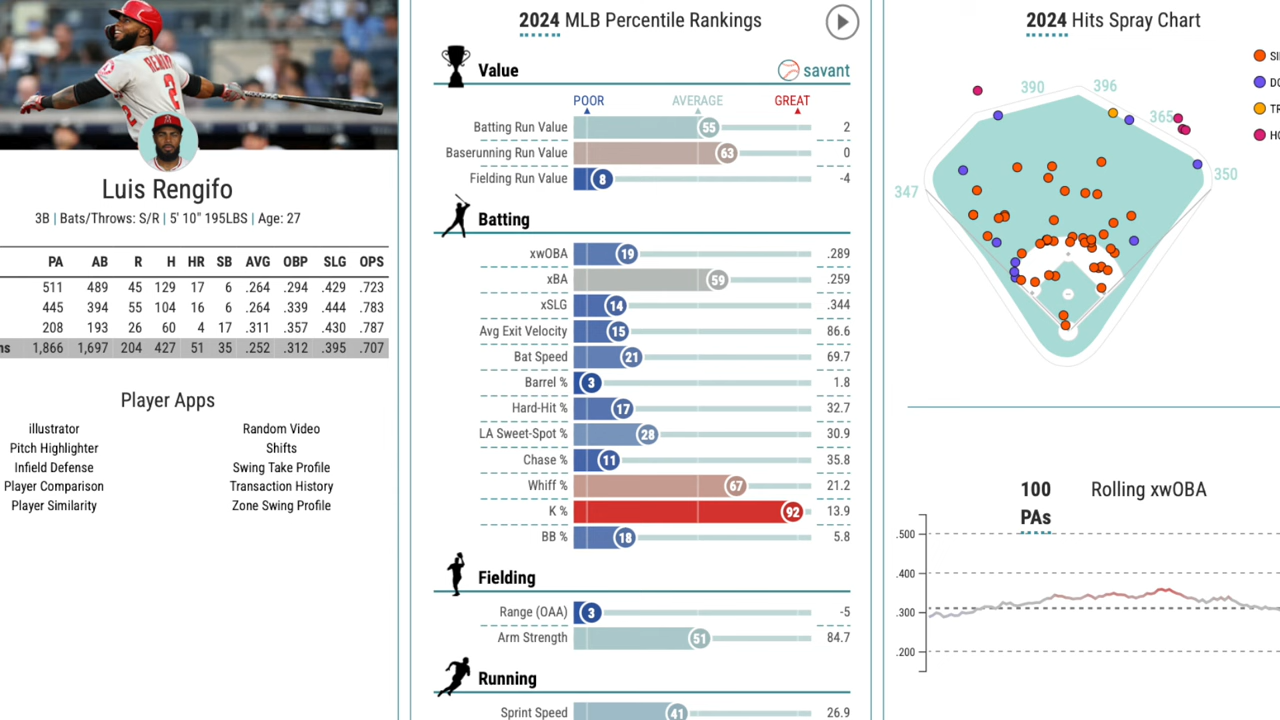 RENGIFO
2
Luis Rengifo
3B | Bats/Throws: S/R | 5' 10" 195LBS | Age: 27
PA AB R H HR SB AVG OBP SLG OPS
511 489 45 129 17 6 .264 .294 .429 .723
445 394 55 104 16 6 .264 .339 .444 .783
208 193 26 60 4 17 .311 .357 .430 .787
ns 1,866 1,697 204 427 51 35 .252 .312 .395 .707
Player Apps
illustrator Random Video
Pitch Highlighter Shifts
Infield Defense Swing Take Profile
Player Comparison Transaction History
Player Similarity Zone Swing Profile
2024 MLB Percentile Rankings
Value savant
POOR AVERAGE GREAT
Batting Run Value 55 2
Baserunning Run Value 63 0
Fielding Run Value 8 -4
Batting
xwOBA 19 .289
xBA 59 .259
xSLG 14 .344
Avg Exit Velocity 15 86.6
Bat Speed 21 69.7
Barrel % 3 1.8
Hard-Hit % 17 32.7
LA Sweet-Spot % 28 30.9
Chase % 11 35.8
Whiff % 67 21.2
K % 92 13.9
BB % 18 5.8
Fielding
Range (OAA) 3 -5
Arm Strength 51 84.7
Running
Sprint Speed 41 26.9
2024 Hits Spray Chart
SI
DO
TR
HO
390 396
365
350
347
100 PAs
Rolling xwOBA
.500
.400
.300
.200